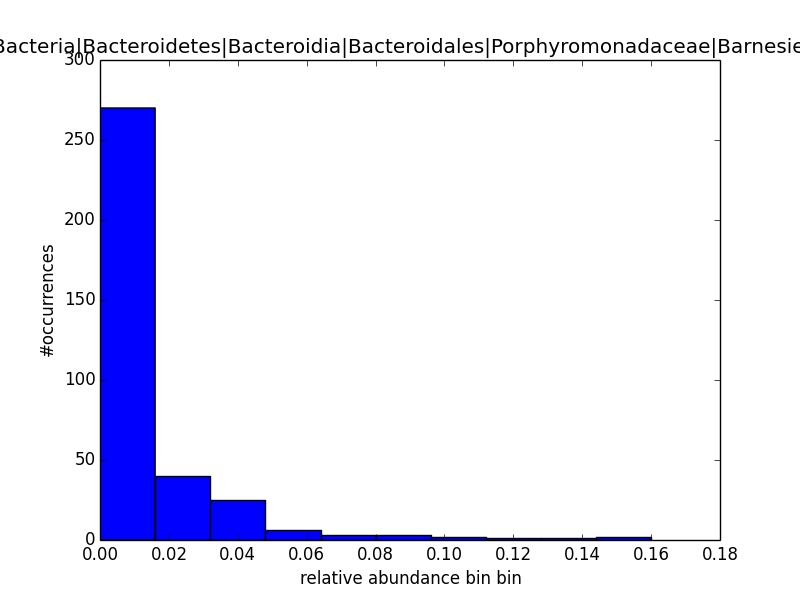 Bacteria|Bacteroidetes|Bacteroidia|Bacteroidales|Porphyromonadaceae|Barnesie
300
250
200
150
100
50
0
#occurrences
0.00 0.02 0.04 0.06 0.08 0.10 0.12 0.14 0.16 0.18
relative abundance bin bin